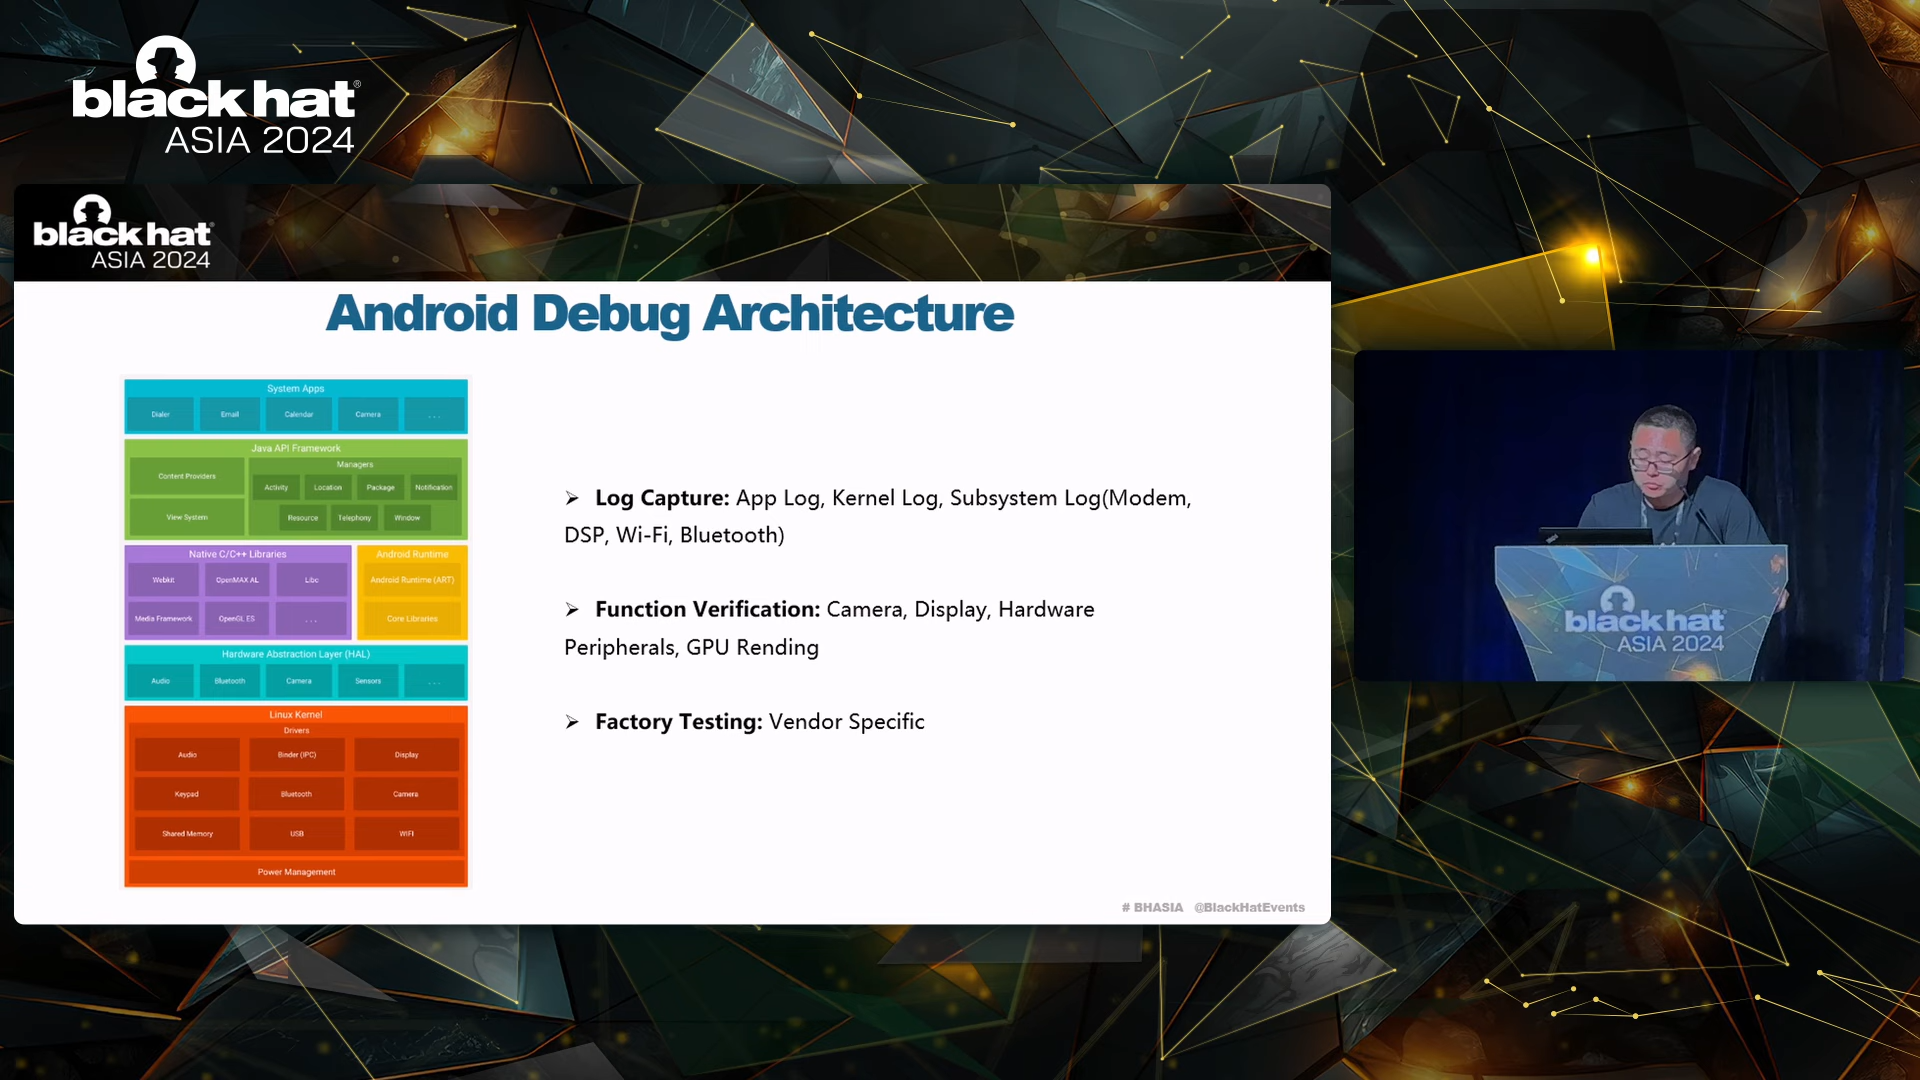 black hat®
ASIA 2024
black hat
ASIA 2024
Android Debug Architecture
System Apps
Dialer
Email
Calendar
Camera
...
Java API Framework
Content Providers
View System
Managers
Activity
Location
Package
Notification
Resource
Telephony
Window
Native C/C++ Libraries
Webkit
OpenMAX AL
Libc
Media Framework
OpenGL ES
...
Android Runtime
Android Runtime (ART)
Core Libraries
Hardware Abstraction Layer (HAL)
Audio
Bluetooth
Camera
Sensors
...
Linux Kernel
Drivers
Audio
Binder (IPC)
Display
Keypad
Bluetooth
Camera
Shared Memory
USB
WIFI
Power Management
➢ Log Capture: App Log, Kernel Log, Subsystem Log(Modem,
DSP, Wi-Fi, Bluetooth)
➢ Function Verification: Camera, Display, Hardware
Peripherals, GPU Rending
➢ Factory Testing: Vendor Specific
# BHASIA @BlackHatEvents
black hat
ASIA 2024